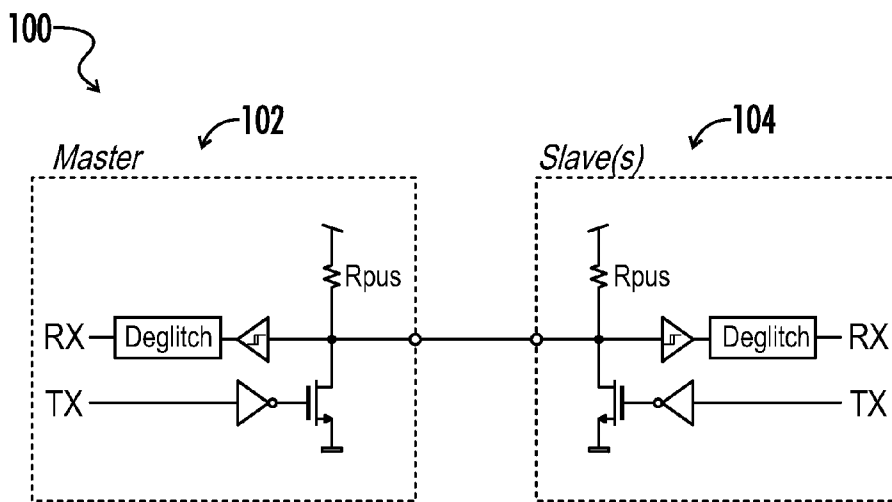 100
102
104
Master
Slave(s)
Rpus
Rpus
RX
Deglitch
Deglitch
RX
TX
TX